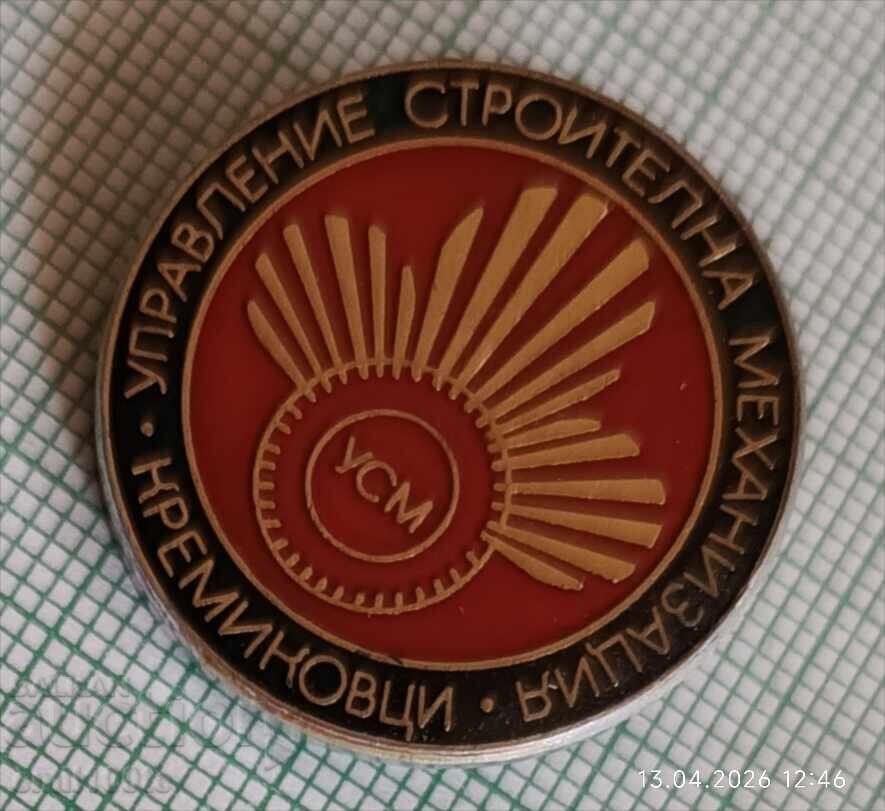 УПРАВЛЕНИЕ СТРОИТЕЛНА МЕХАНИЗАЦИЯ • КРЕМИКОВЦИ •
УСМ
13.04.2026 12:46